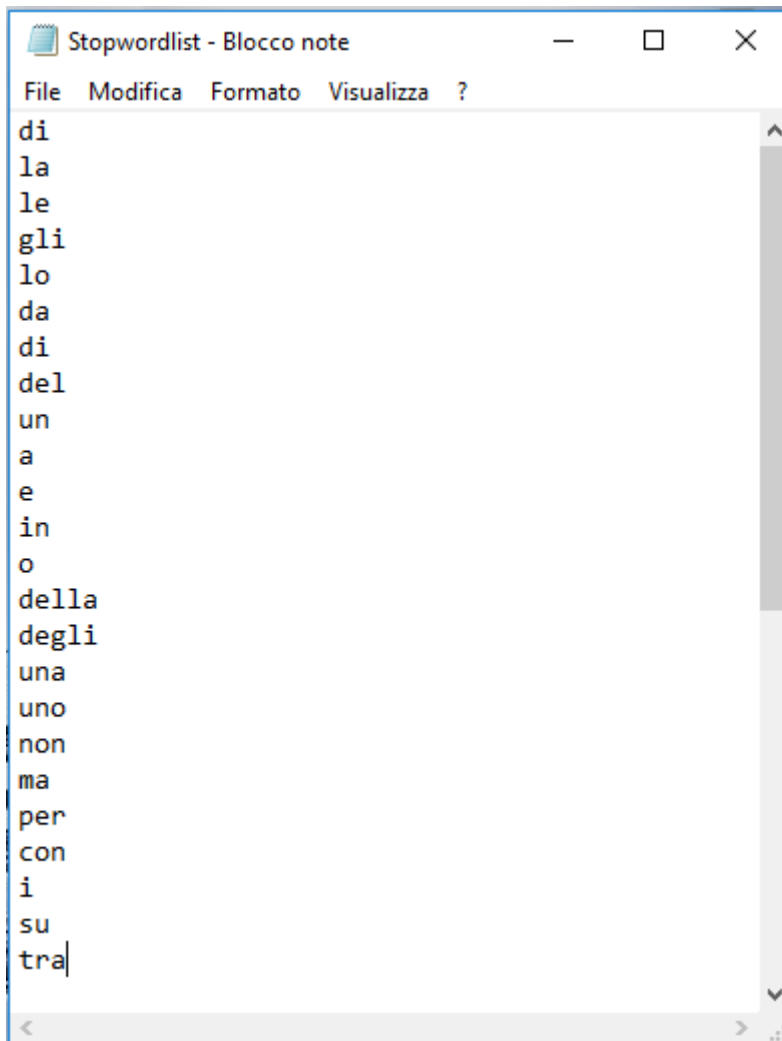 Stopwordlist - Blocco note
File Modifica Formato Visualizza ?
di
la
le
gli
lo
da
di
del
un
a
e
in
o
della
degli
una
uno
non
ma
per
con
i
su
tra